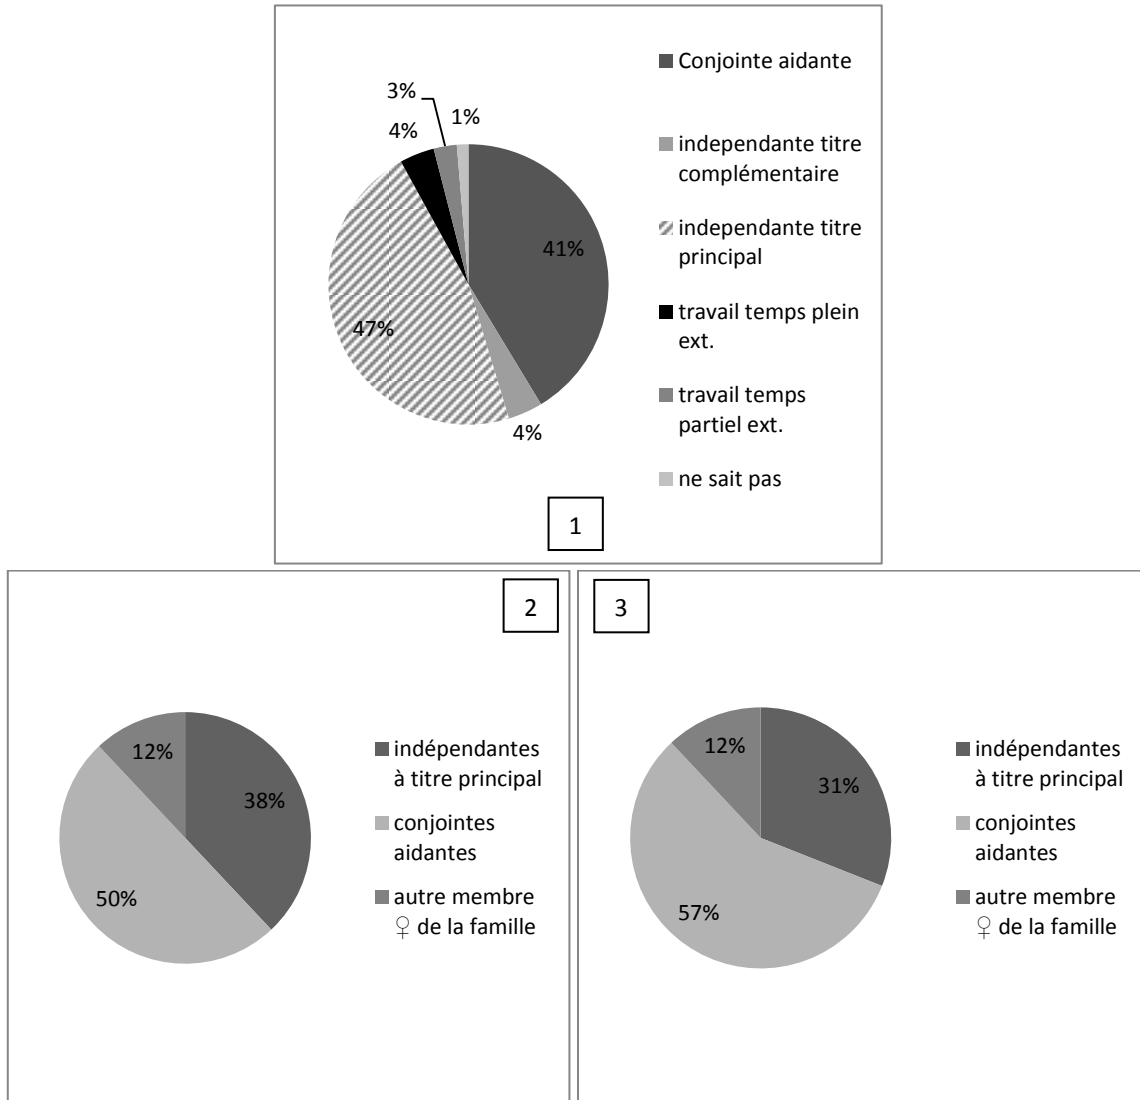 3%
1%
4%
41%
47%
4%
Conjointe aidante
independante titre
complémentaire
independante titre
principal
travail temps plein
ext.
travail temps
partiel ext.
ne sait pas
1
2
12%
38%
50%
indépendantes
à titre principal
conjointes
aidantes
autre membre
♀ de la famille
3
12%
31%
57%
indépendantes
à titre principal
conjointes
aidantes
autre membre
♀ de la famille